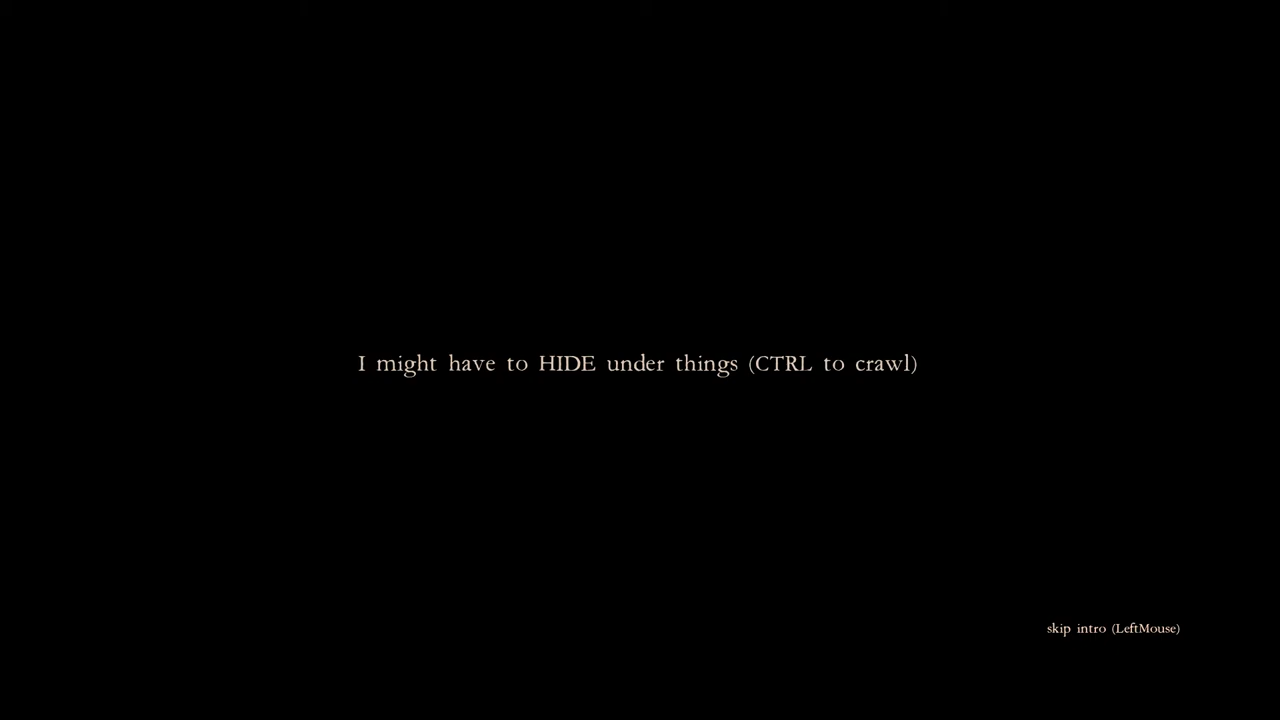 I might have to HIDE under things (CTRL to crawl)
skip intro (LeftMouse)